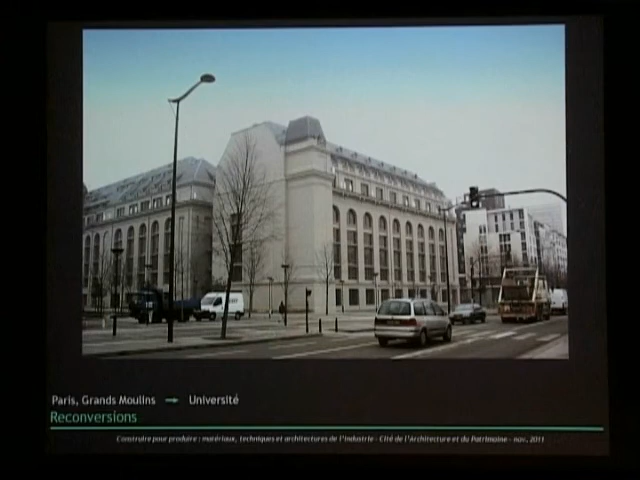 Paris, Grands Moulins → Université
Reconversions
Construire pour produire : matériaux, techniques et architectures de l'industrie - Cité de l'Architecture et du Patrimoine - nov. 2011